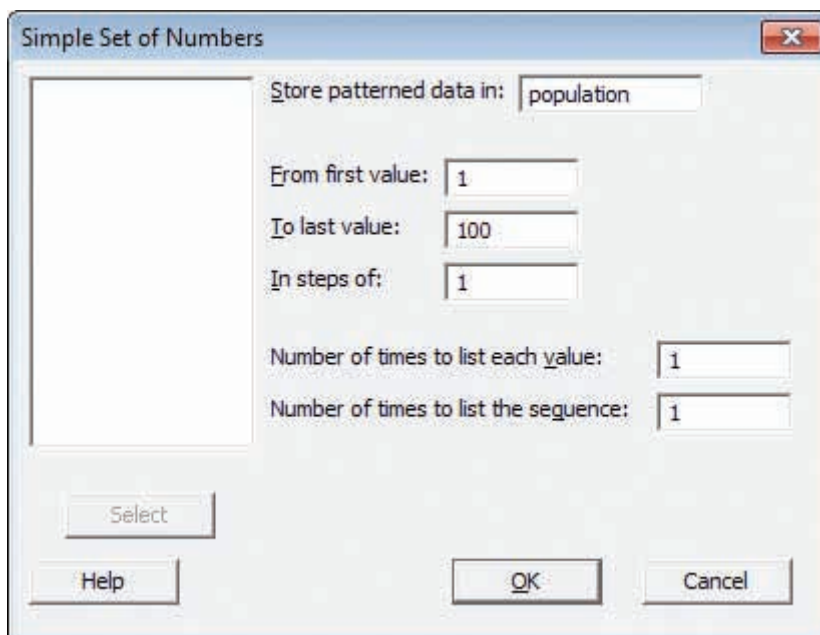 Simple Set of Numbers
Store patterned data in: population
From first value: 1
To last value: 100
In steps of: 1
Number of times to list each value: 1
Number of times to list the sequence: 1
Select
Help OK Cancel